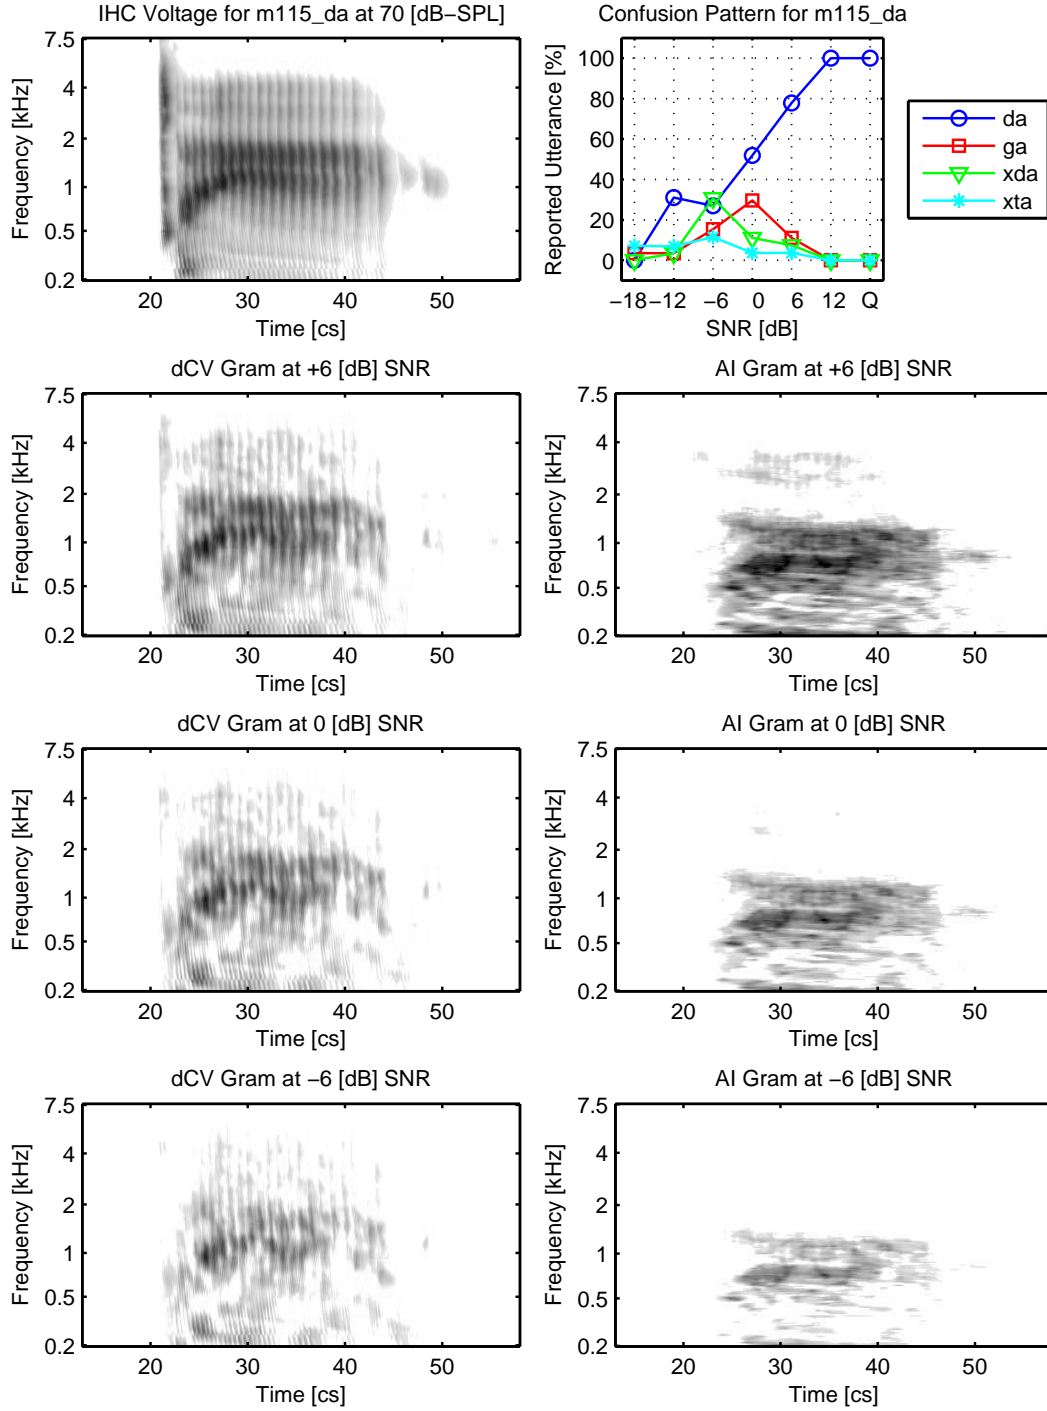 IHC Voltage for m115_da at 70 [dB−SPL]
7.5
4
2
1
0.5
0.2
Frequency [kHz]
20 30 40 50
Time [cs]
Confusion Pattern for m115_da
100
80
60
40
20
0
Reported Utterance [%]
−18 −12 −6 0 6 12 Q
SNR [dB]
da
ga
xda
xta
dCV Gram at +6 [dB] SNR
7.5
4
2
1
0.5
0.2
Frequency [kHz]
20 30 40 50
Time [cs]
AI Gram at +6 [dB] SNR
7.5
4
2
1
0.5
0.2
Frequency [kHz]
20 30 40 50
Time [cs]
dCV Gram at 0 [dB] SNR
7.5
4
2
1
0.5
0.2
Frequency [kHz]
20 30 40 50
Time [cs]
AI Gram at 0 [dB] SNR
7.5
4
2
1
0.5
0.2
Frequency [kHz]
20 30 40 50
Time [cs]
dCV Gram at −6 [dB] SNR
7.5
4
2
1
0.5
0.2
Frequency [kHz]
20 30 40 50
Time [cs]
AI Gram at −6 [dB] SNR
7.5
4
2
1
0.5
0.2
Frequency [kHz]
20 30 40 50
Time [cs]